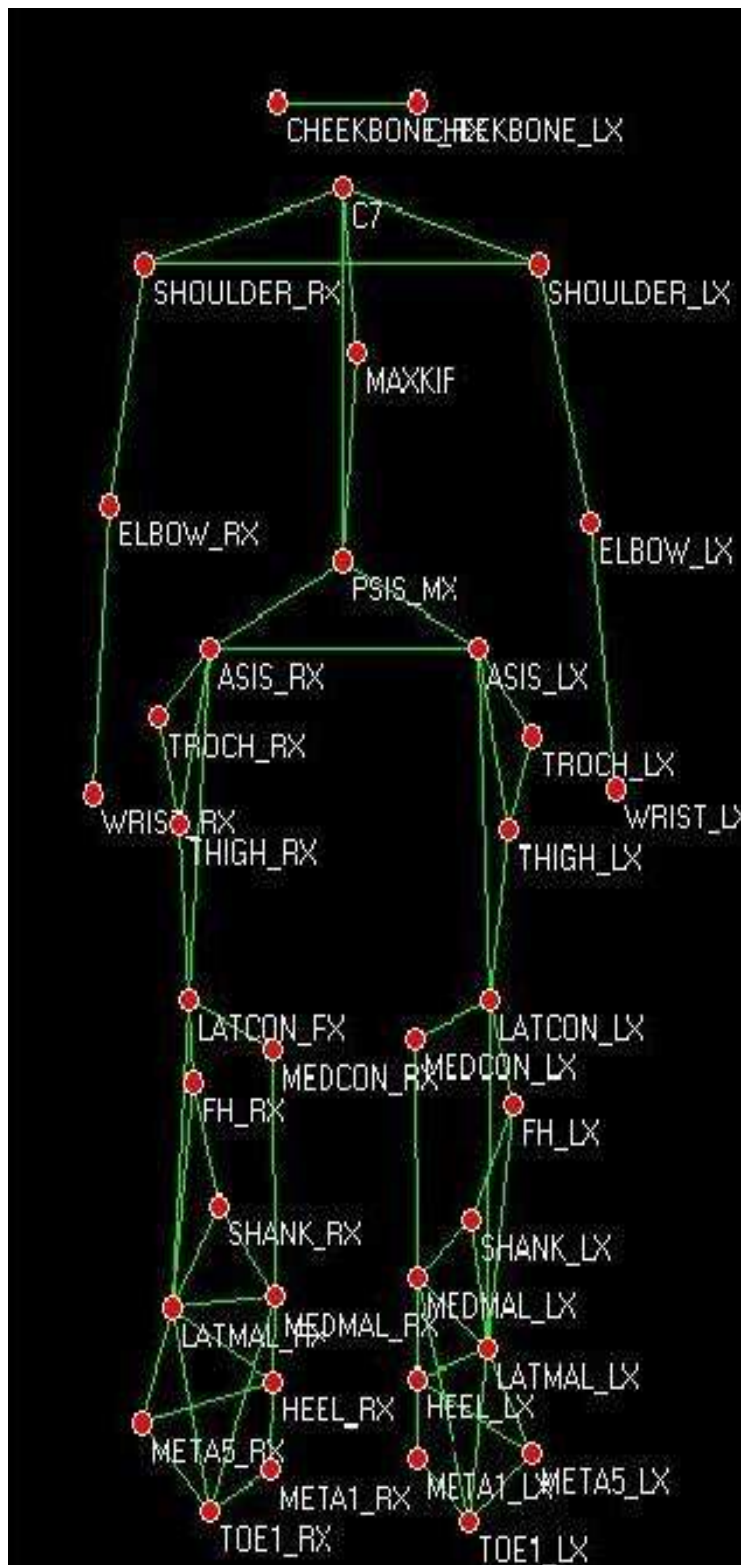 CHEEKBONE_RX CHEEKBONE_LX
C7
SHOULDER_RX SHOULDER_LX
MAXKIF
ELBOW_RX
ELBOW_LX
PSIS_MX
ASIS_RX ASIS_LX
TROCH_RX
TROCH_LX
WRIST_RX WRIST_LX
THIGH_RX THIGH_LX
LATCON_FX LATCON_LX
MEDCON_RX MEDCON_LX
FH_RX
FH_LX
SHANK_RX
SHANK_LX
MEDMAL_LX
MEDMAL_RX
LATMAL_RX
LATMAL_LX
HEEL_RX HEEL_LX
META5_RX
META5_LX
META1_RX META1_LX
TOE1_RX
TOE1_LX